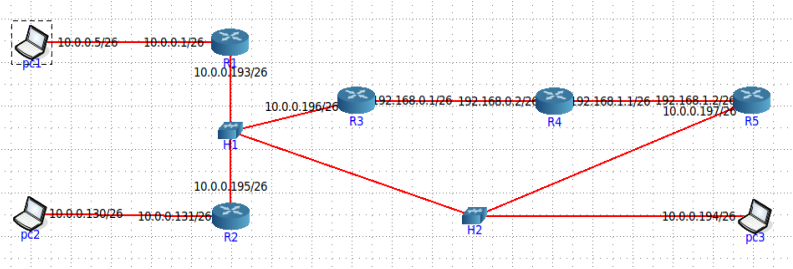 10.0.0.5/26
10.0.0.1/26
pc1
R1
10.0.0.193/26
10.0.0.196/26
192.168.0.1/26
192.168.0.2/26
192.168.1.1/26
192.168.1.2/26
10.0.0.197/26
R3
R4
R5
H1
10.0.0.195/26
10.0.0.130/26
10.0.0.131/26
10.0.0.194/26
pc2
R2
H2
pc3